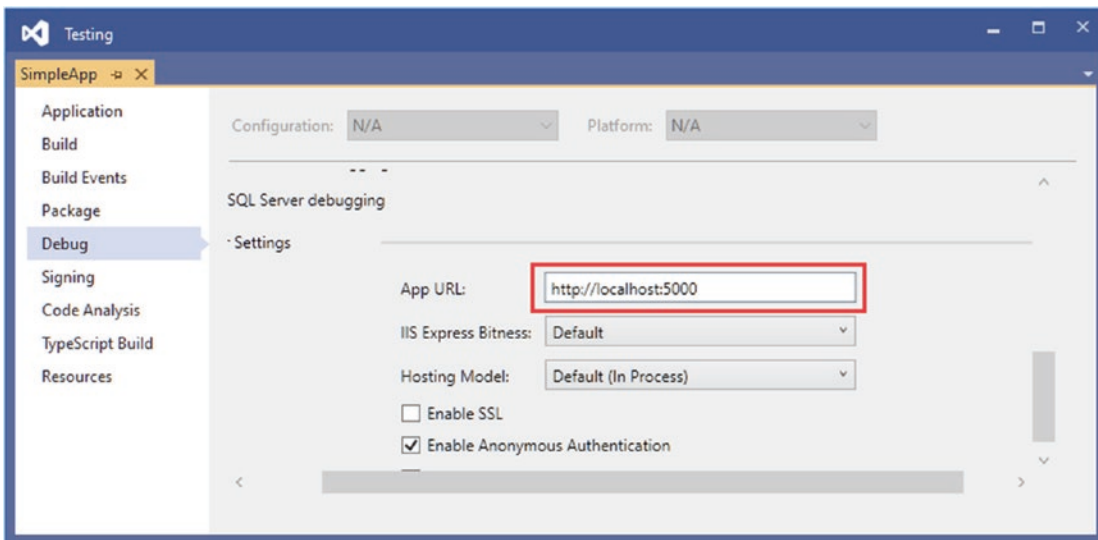 Testing
SimpleApp
Application
Build
Build Events
Package
Debug
Signing
Code Analysis
TypeScript Build
Resources
Configuration: N/A Platform: N/A
SQL Server debugging
Settings
App URL: http://localhost:5000
IIS Express Bitness: Default
Hosting Model: Default (In Process)
Enable SSL
Enable Anonymous Authentication